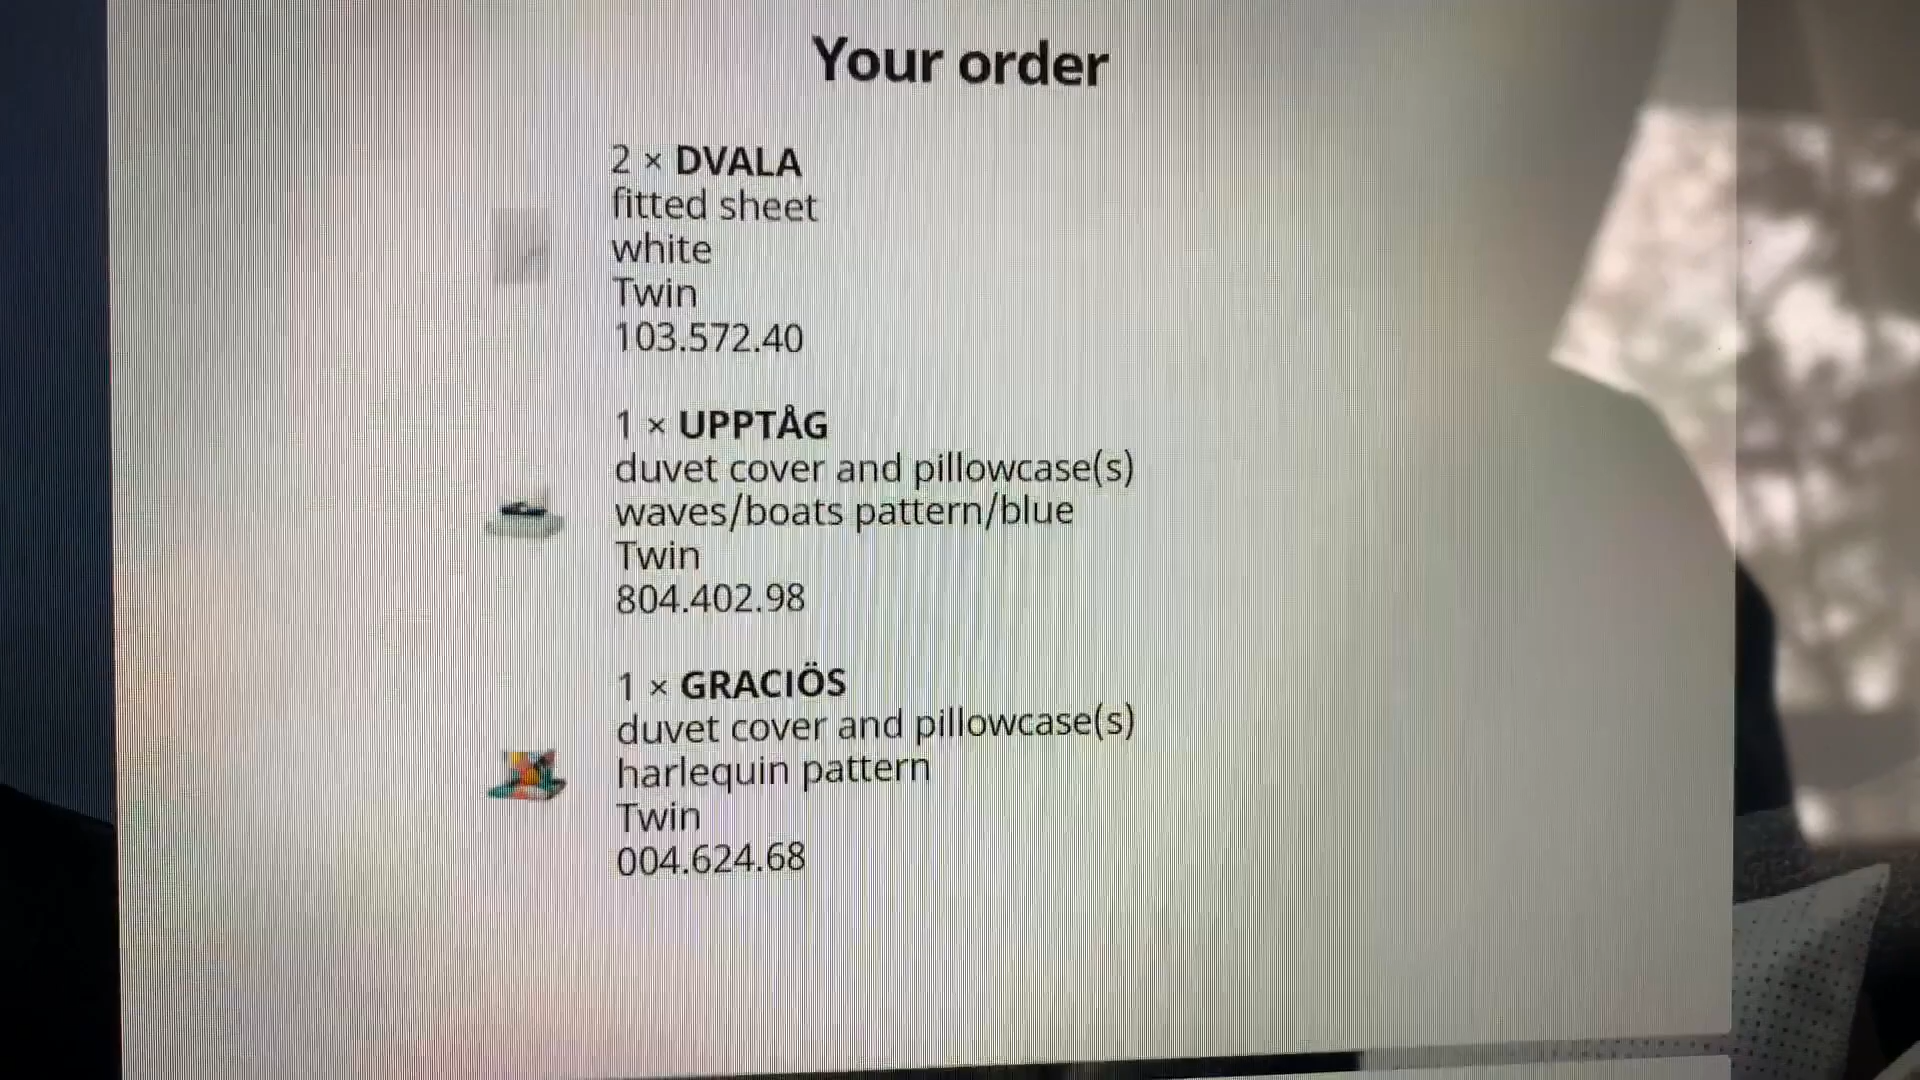 Your order
2 × DVALA
fitted sheet
white
Twin
103.572.40
1 × UPPTÅG
duvet cover and pillowcase(s)
waves/boats pattern/blue
Twin
804.402.98
1 × GRACIÖS
duvet cover and pillowcase(s)
harlequin pattern
Twin
004.624.68